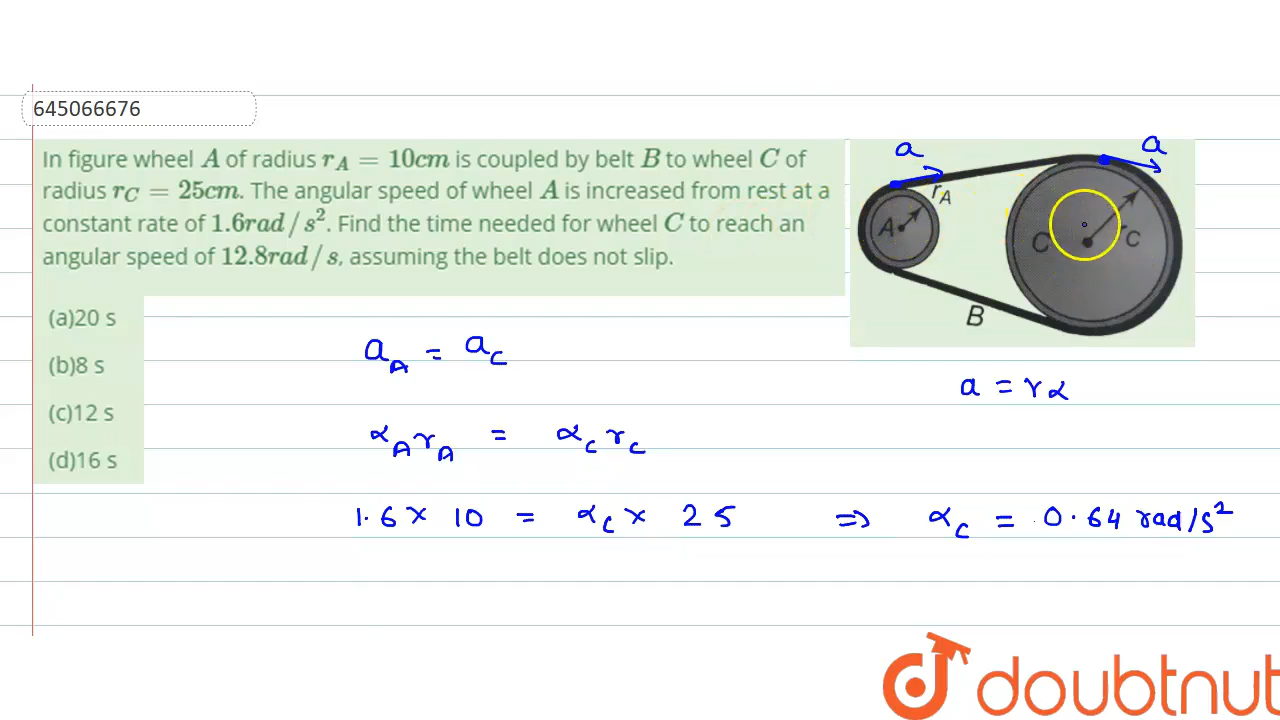 645066676
In figure wheel A of radius r_A = 10cm is coupled by belt B to wheel C of
radius r_C = 25cm. The angular speed of wheel A is increased from rest at a
constant rate of 1.6rad/s². Find the time needed for wheel C to reach an
angular speed of 12.8rad/s, assuming the belt does not slip.
(a)20 s
(b)8 s
(c)12 s
(d)16 s
a
a
r_A
A
C
r_C
B
a_A = a_C
a = rα
α_A r_A = α_C r_C
1.6 × 10 = α_C × 25 ⇒ α_C = 0.64 rad/s²
doubtnut